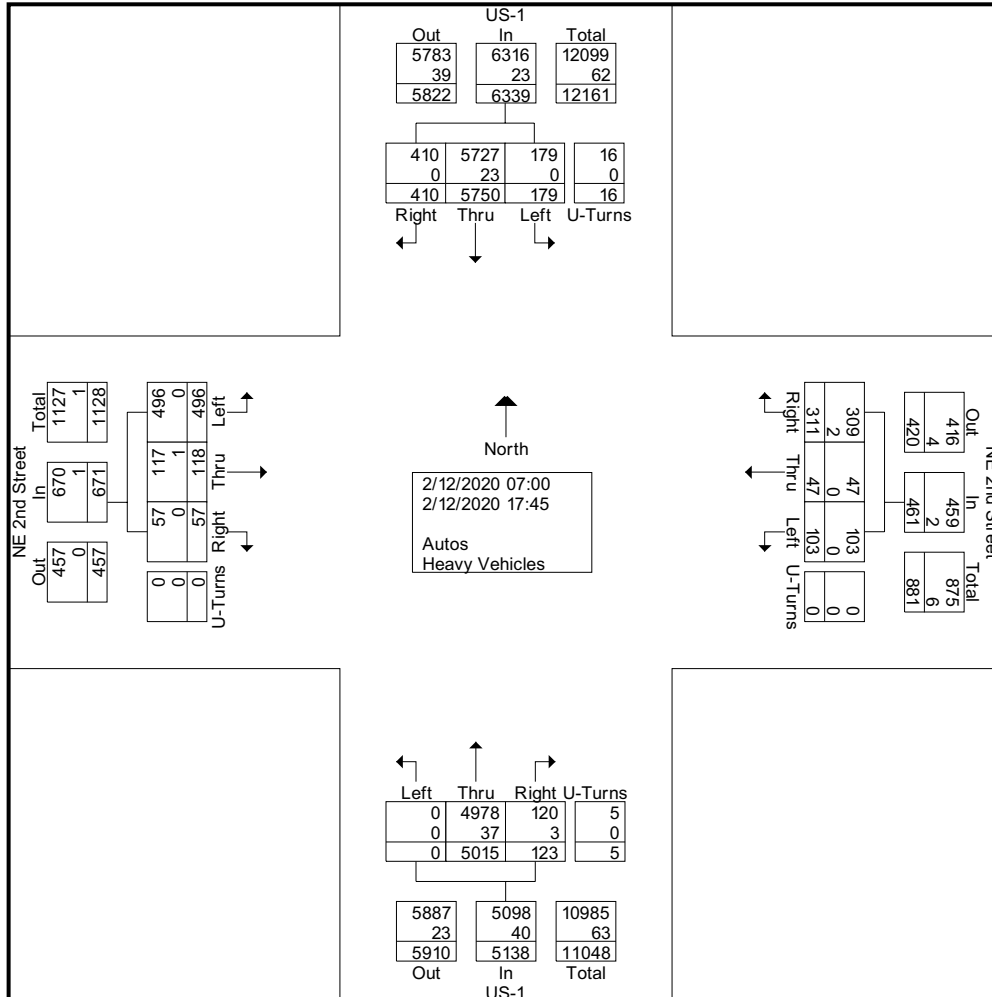 US-1
Out In Total
5783 6316 12099
39 23 62
5822 6339 12161
410 5727 179 16
0 23 0 0
410 5750 179 16
Right Thru Left U-Turns
NE 2nd Street
Total In Out
1127 670 457
1 1 0
1128 671 457
496 117 57 0
0 1 0 0
496 118 57 0
Left Thru Right U-Turns
North
2/12/2020 07:00
2/12/2020 17:45
Autos
Heavy Vehicles
Right Thru Left U-Turns
309 47 103 0
2 0 0 0
311 47 103 0
Out In Total
416 459 875
4 2 6
420 461 881
NE 2nd Street
Left Thru Right U-Turns
0 4978 120 5
0 37 3 0
0 5015 123 5
5887 5098 10985
23 40 63
5910 5138 11048
Out In Total
US-1